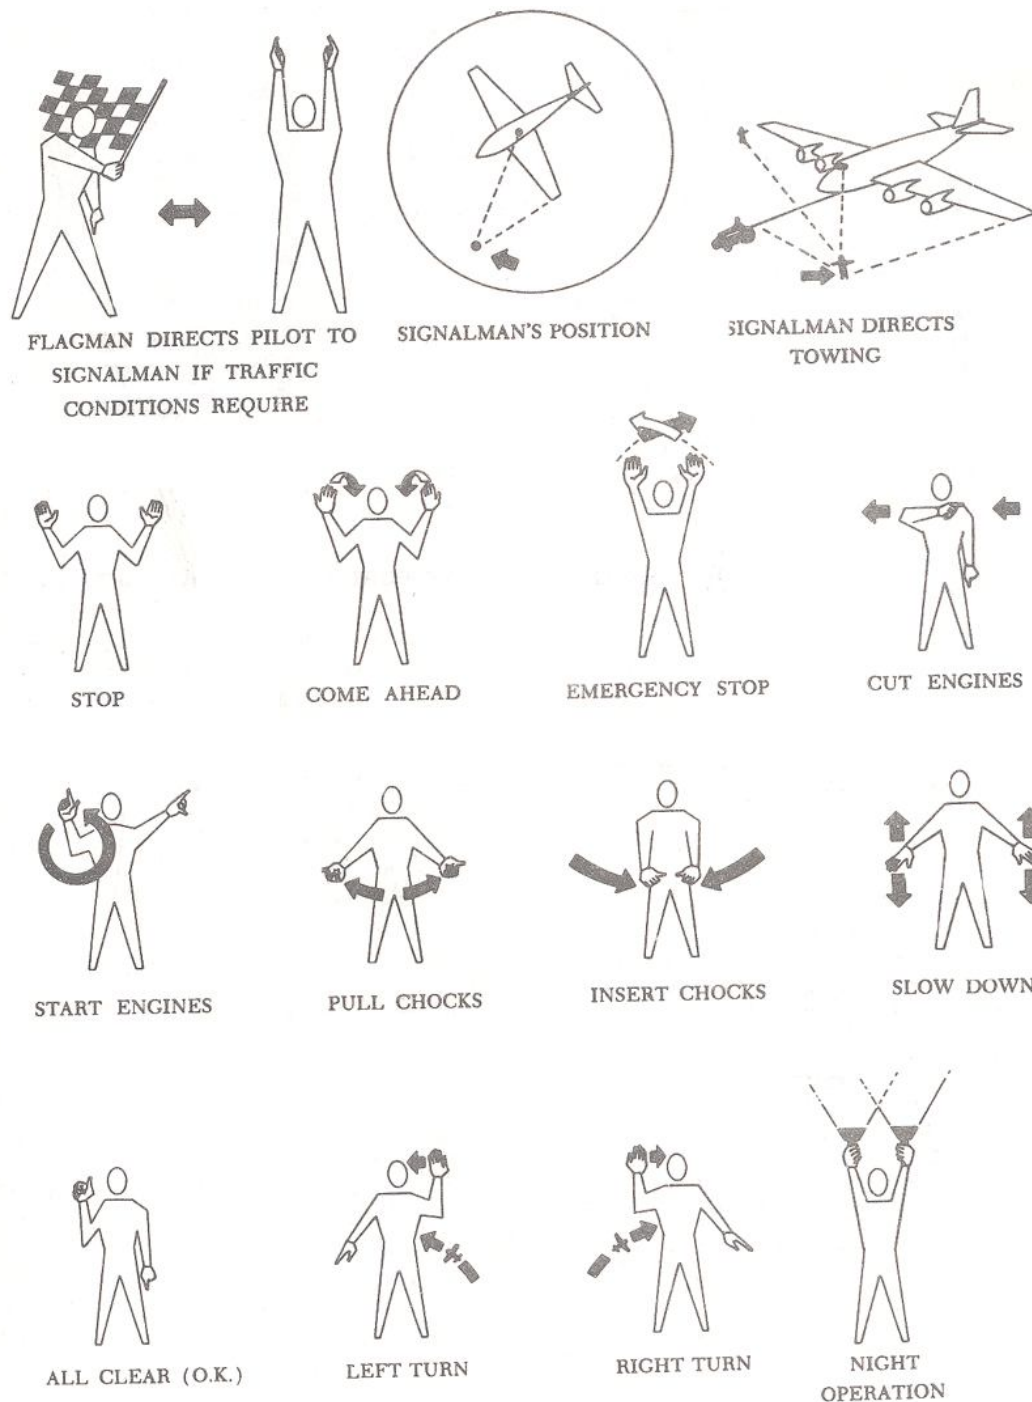 FLAGMAN DIRECTS PILOT TO
SIGNALMAN IF TRAFFIC
CONDITIONS REQUIRE
SIGNALMAN'S POSITION
SIGNALMAN DIRECTS
TOWING
STOP
COME AHEAD
EMERGENCY STOP
CUT ENGINES
START ENGINES
PULL CHOCKS
INSERT CHOCKS
SLOW DOWN
ALL CLEAR (O.K.)
LEFT TURN
RIGHT TURN
NIGHT
OPERATION